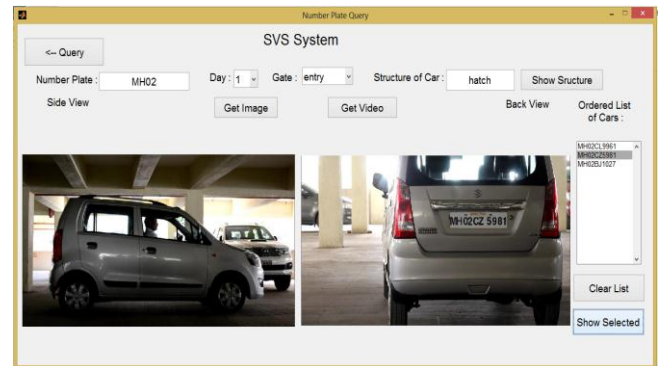 Number Plate Query
<-- Query
SVS System
Number Plate : MH02 Day : 1 Gate : entry Structure of Car : hatch Show Sructure
Side View Get Image Get Video Back View Ordered List of Cars :
MH02CL9961
MH02CZ5981
MH02BJ1027
MH02CZ 5981
Clear List
Show Selected